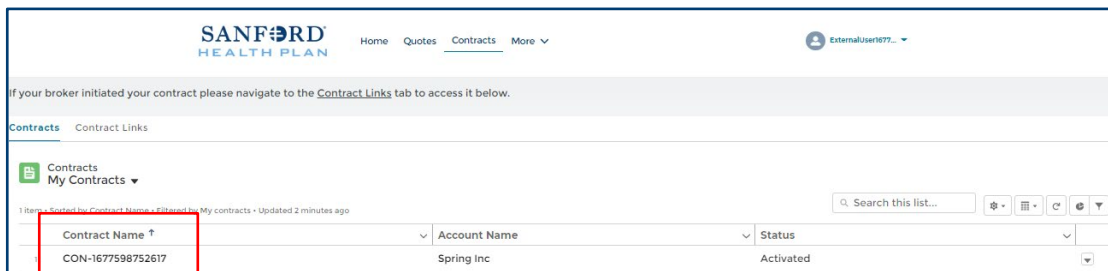 SANFORD
HEALTH PLAN
Home Quotes Contracts More
ExternalUser1677...
If your broker initiated your contract please navigate to the Contract Links tab to access it below.
Contracts Contract Links
Contracts
My Contracts
1 item • Sorted by Contract Name • Filtered by My contracts • Updated 2 minutes ago
Search this list...
Contract Name ↑ Account Name Status
1 CON-1677598752617 Spring Inc Activated